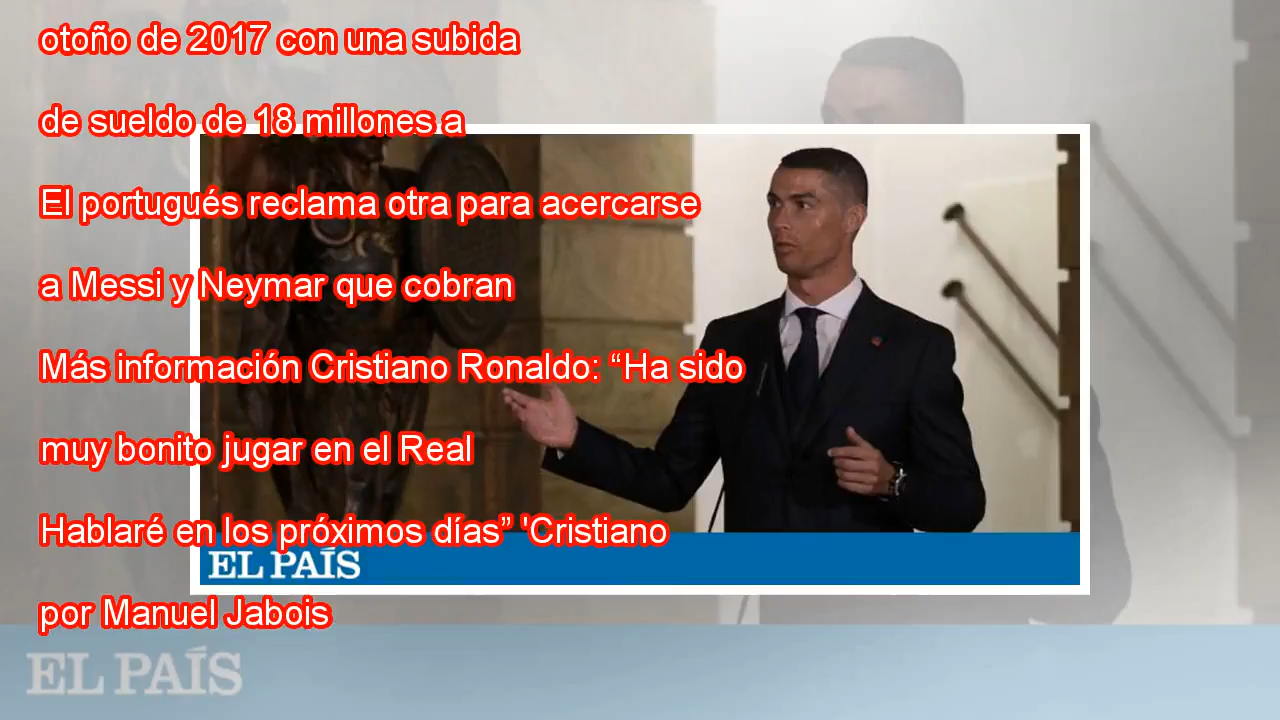 otoño de 2017 con una subida
de sueldo de 18 millones a
El portugués reclama otra para acercarse
a Messi y Neymar que cobran
Más información Cristiano Ronaldo: “Ha sido
muy bonito jugar en el Real
Hablaré en los próximos días” 'Cristiano
EL PAÍS
por Manuel Jabois
EL PAÍS